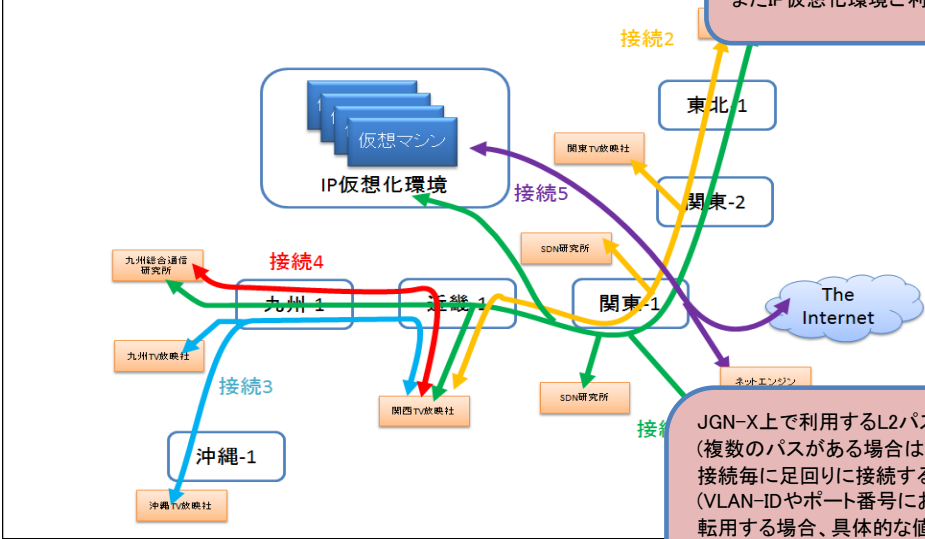 またIP仮想化環境ご利
接続2
東北-1
仮想マシン
IP仮想化環境
関東TV放映社
接続5
関東-2
SDN研究所
九州総合通信
研究所
接続4
九州-1
近畿-1
関東-1
The
Internet
九州TV放映社
接続3
関西TV放映社
SDN研究所
ネットエンジン
接続
沖縄-1
沖縄TV放映社
JGN-X上で利用するL2パス
(複数のパスがある場合は
接続毎に足回りに接続する
(VLAN-IDやポート番号にお
転用する場合、具体的な値